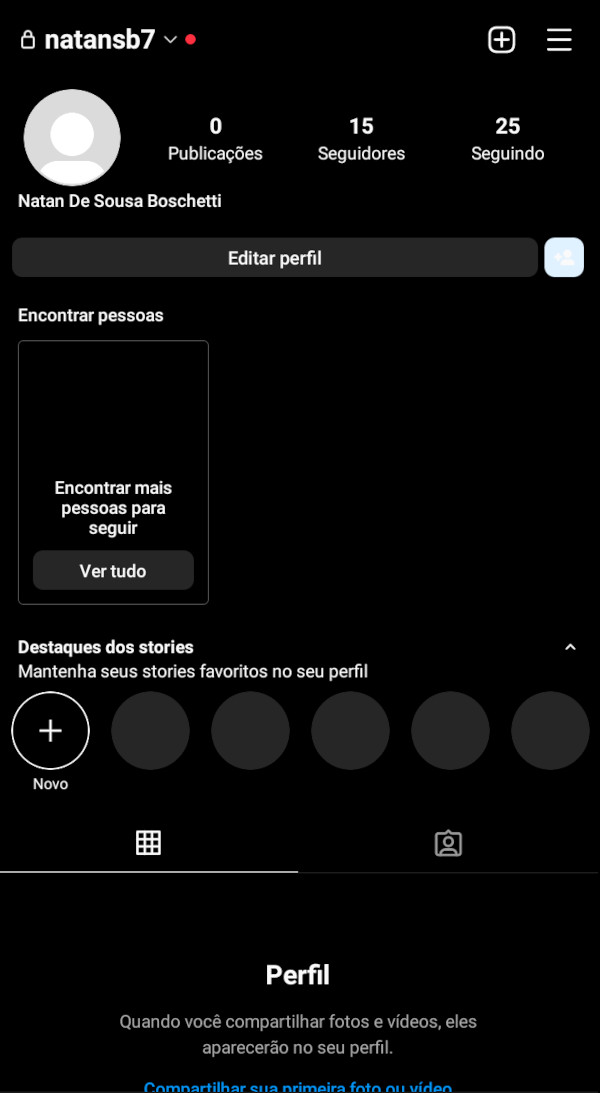 natansb7
0 15 25
Publicações Seguidores Seguindo
Natan De Sousa Boschetti
Editar perfil
Encontrar pessoas
Encontrar mais
pessoas para
seguir
Ver tudo
Destaques dos stories
Mantenha seus stories favoritos no seu perfil
Novo
Perfil
Quando você compartilhar fotos e vídeos, eles
aparecerão no seu perfil.
Compartilhar sua primeira foto ou vídeo